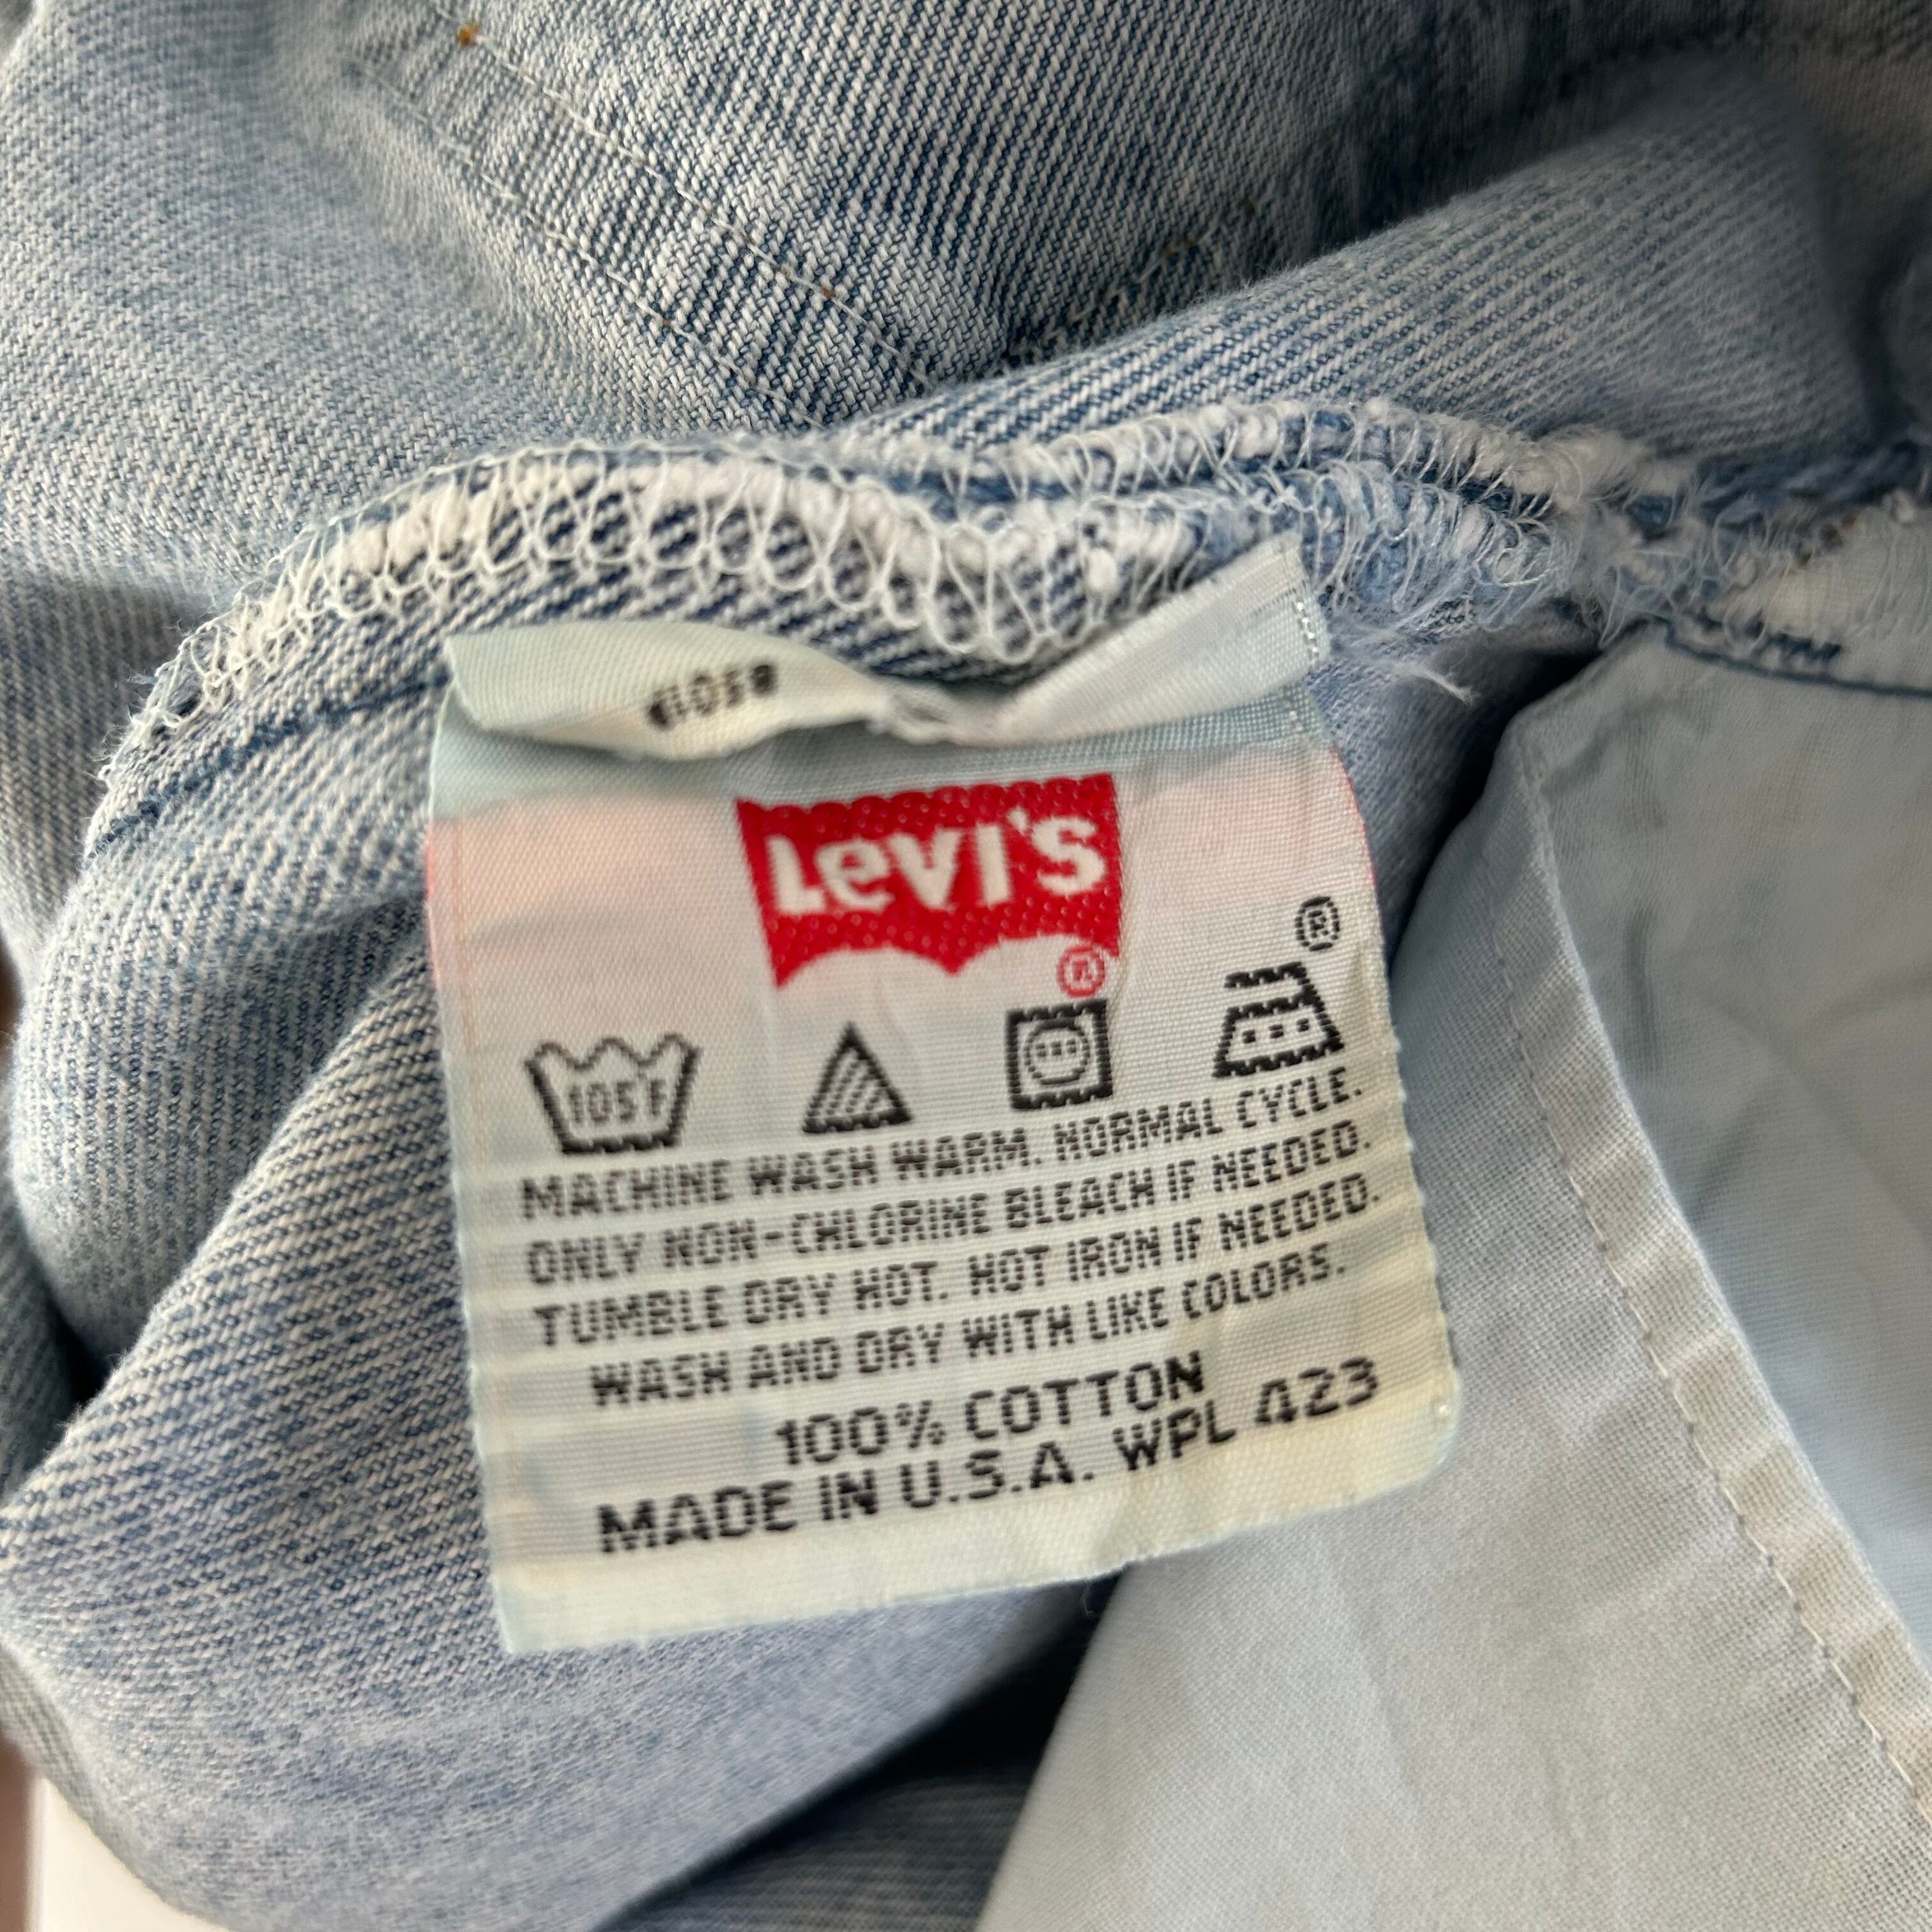 Levi's
®
®
105°F
MACHINE WASH WARM. NORMAL CYCLE.
ONLY NON-CHLORINE BLEACH IF NEEDED.
TUMBLE DRY HOT. HOT IRON IF NEEDED.
WASH AND DRY WITH LIKE COLORS.
100% COTTON
MADE IN U.S.A. WPL 423